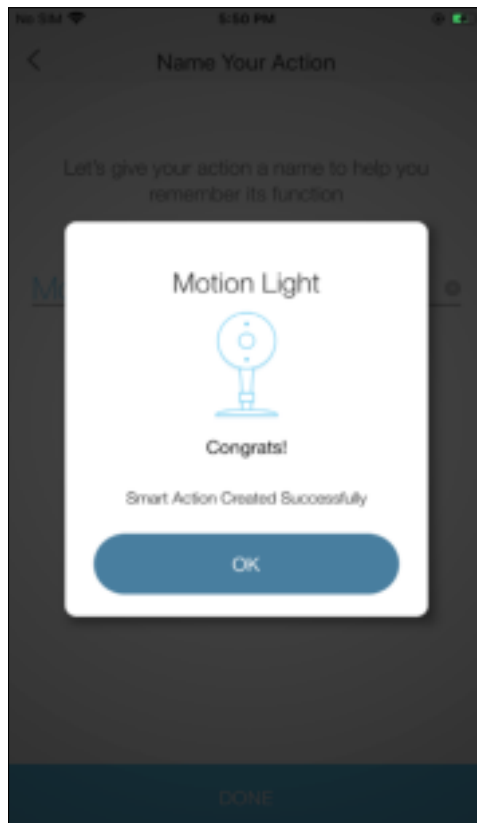 No SIM 5:50 PM
Name Your Action
Let's give your action a name to help you
remember its function
Motion Light
Congrats!
Smart Action Created Successfully
OK
DONE